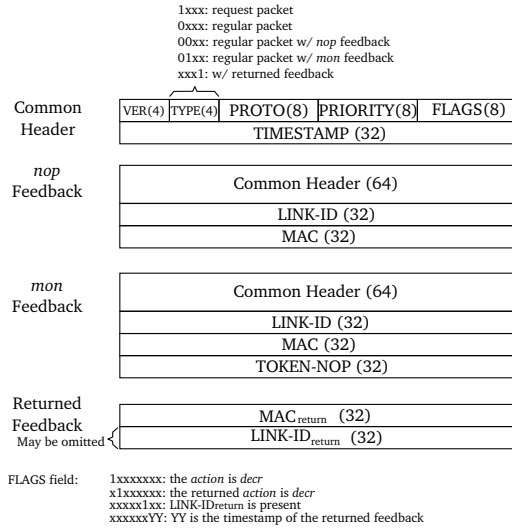 1xxx: request packet
0xxx: regular packet
00xx: regular packet w/ nop feedback
01xx: regular packet w/ mon feedback
xxx1: w/ returned feedback
Common Header
VER(4) TYPE(4) PROTO(8) PRIORITY(8) FLAGS(8)
TIMESTAMP (32)
nop Feedback
Common Header (64)
LINK-ID (32)
MAC (32)
mon Feedback
Common Header (64)
LINK-ID (32)
MAC (32)
TOKEN-NOP (32)
Returned Feedback
May be omitted
MACreturn (32)
LINK-IDreturn (32)
FLAGS field: 1xxxxxxx: the action is decr
x1xxxxxx: the returned action is decr
xxxxx1xx: LINK-IDreturn is present
xxxxxxYY: YY is the timestamp of the returned feedback